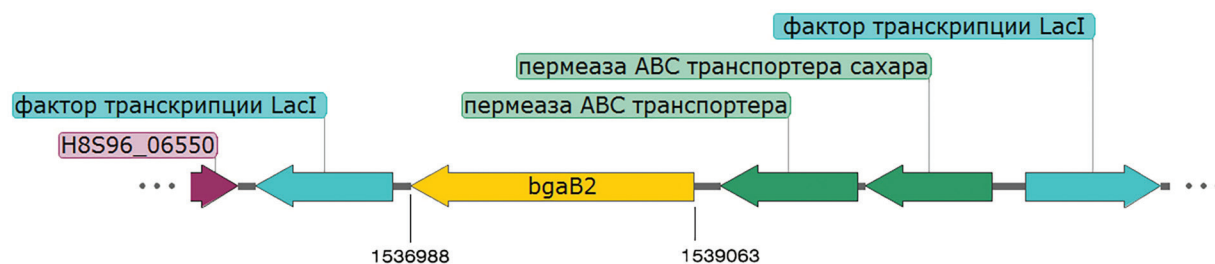 фактор транскрипции LacI
пермеаза ABC транспортера сахара
фактор транскрипции LacI
пермеаза ABC транспортера
H8S96_06550
bgaB2
1536988
1539063